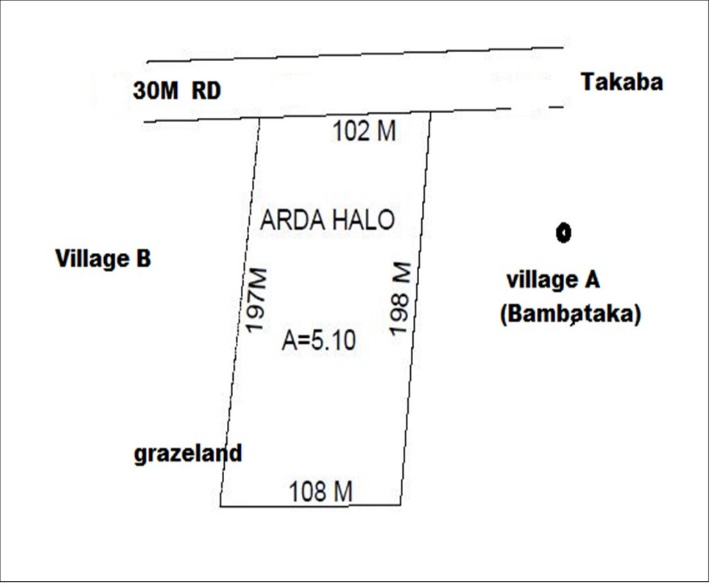 30M RD
Takaba
102 M
ARDA HALO
Village B
197M
198 M
village A
(Bambataka)
A=5.10
grazeland
108 M